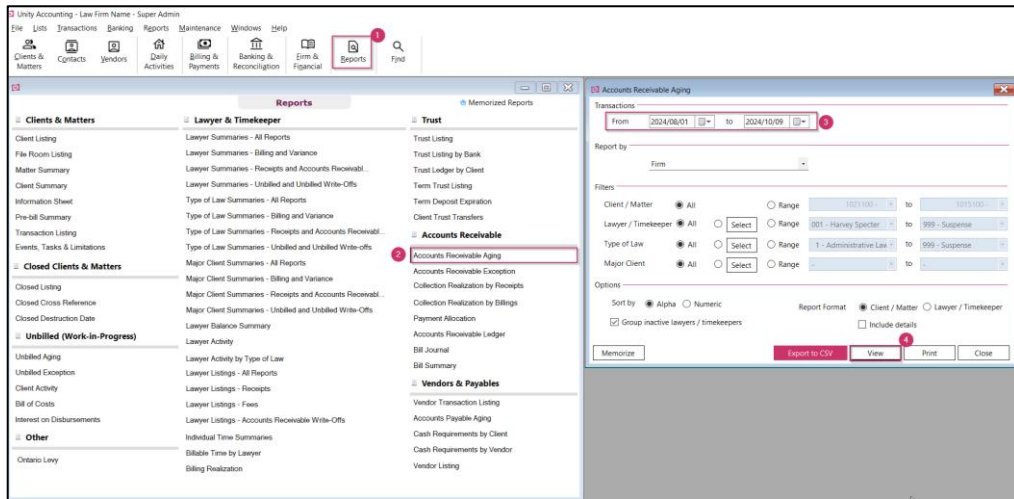 Unity Accounting - Law Firm Name - Super Admin
File Lists Transactions Banking Reports Maintenance Windows Help
1
Clients & Matters
Contacts
Vendors
Daily Activities
Billing & Payments
Banking & Reconciliation
Firm & Financial
Reports
Find
Reports
Memorized Reports
Clients & Matters
Client Listing
File Room Listing
Matter Summary
Client Summary
Information Sheet
Pre-bill Summary
Transaction Listing
Events, Tasks & Limitations
Closed Clients & Matters
Closed Listing
Closed Cross Reference
Closed Destination Date
Unbilled (Work-in-Progress)
Unbilled Aging
Unbilled Exception
Client Activity
Bill of Costs
Interest on Disbursements
Other
Ontario Levy
Lawyer & Timekeeper
Lawyer Summaries - All Reports
Lawyer Summaries - Billing and Variance
Lawyer Summaries - Receipts and Accounts Receivabl...
Lawyer Summaries - Unbilled and Unbilled Write-Offs
Type of Law Summaries - All Reports
Type of Law Summaries - Billing and Variance
Type of Law Summaries - Receipts and Accounts Receivabl...
Type of Law Summaries - Unbilled and Unbilled Write-offs
Major Client Summaries - All Reports
Major Client Summaries - Billing and Variance
Major Client Summaries - Receipts and Accounts Receivabl...
Major Client Summaries - Unbilled and Unbilled Write-Offs
Lawyer Balance Summary
Lawyer Activity
Lawyer Activity by Type of Law
Lawyer Listings - All Reports
Lawyer Listings - Receipts
Lawyer Listings - Fees
Lawyer Listings - Accounts Receivable Write-Offs
Individual Time Summaries
Billable Time by Lawyer
Billing Realization
Trust
Trust Listing
Trust Listing by Bank
Trust Ledger by Client
Term Trust Listing
Term Deposit Expiration
Client Trust Transfers
Accounts Receivable
2 Accounts Receivable Aging
Accounts Receivable Exception
Collection Realization by Receipts
Collection Realization by Billings
Payment Allocation
Accounts Receivable Ledger
Bill Journal
Bill Summary
Vendors & Payables
Vendor Transaction Listing
Accounts Payable Aging
Cash Requirements by Client
Cash Requirements by Vendor
Vendor Listing
Accounts Receivable Aging
Transactions
From 2024/08/01 to 2024/10/09 3
Report by
Firm
Filters
Client / Matter All Range 1025100 - to 1015100 -
Lawyer / Timekeeper All Select Range 001 - Harvey Specter to 999 - Suspense
Type of Law All Select Range 1 - Administrative Law to 999 - Suspense
Major Client All Select Range - to -
Options
Sort by Alpha Numeric Report Format Client / Matter Lawyer / Timekeeper
Group inactive lawyers / timekeepers Include details
4
Memorize Export to CSV View Print Close